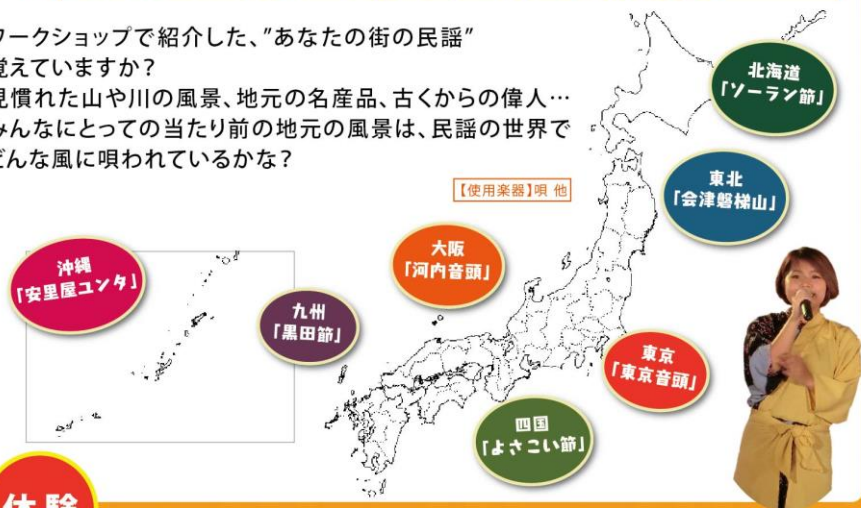 ワークショップで紹介した、”あなたの街の民謡”
覚えていますか？
見慣れた山や川の風景、地元の名産品、古くからの偉人…
みんなにとっての当たり前の地元の風景は、民謡の世界で
どんな風に唄われているかな？
【使用楽器】唄 他
北海道
「ソーラン節」
東北
「会津磐梯山」
大阪
「河内音頭」
沖縄
「安里屋ユンタ」
九州
「黒田節」
東京
「東京音頭」
四国
「よさこい節」
体験